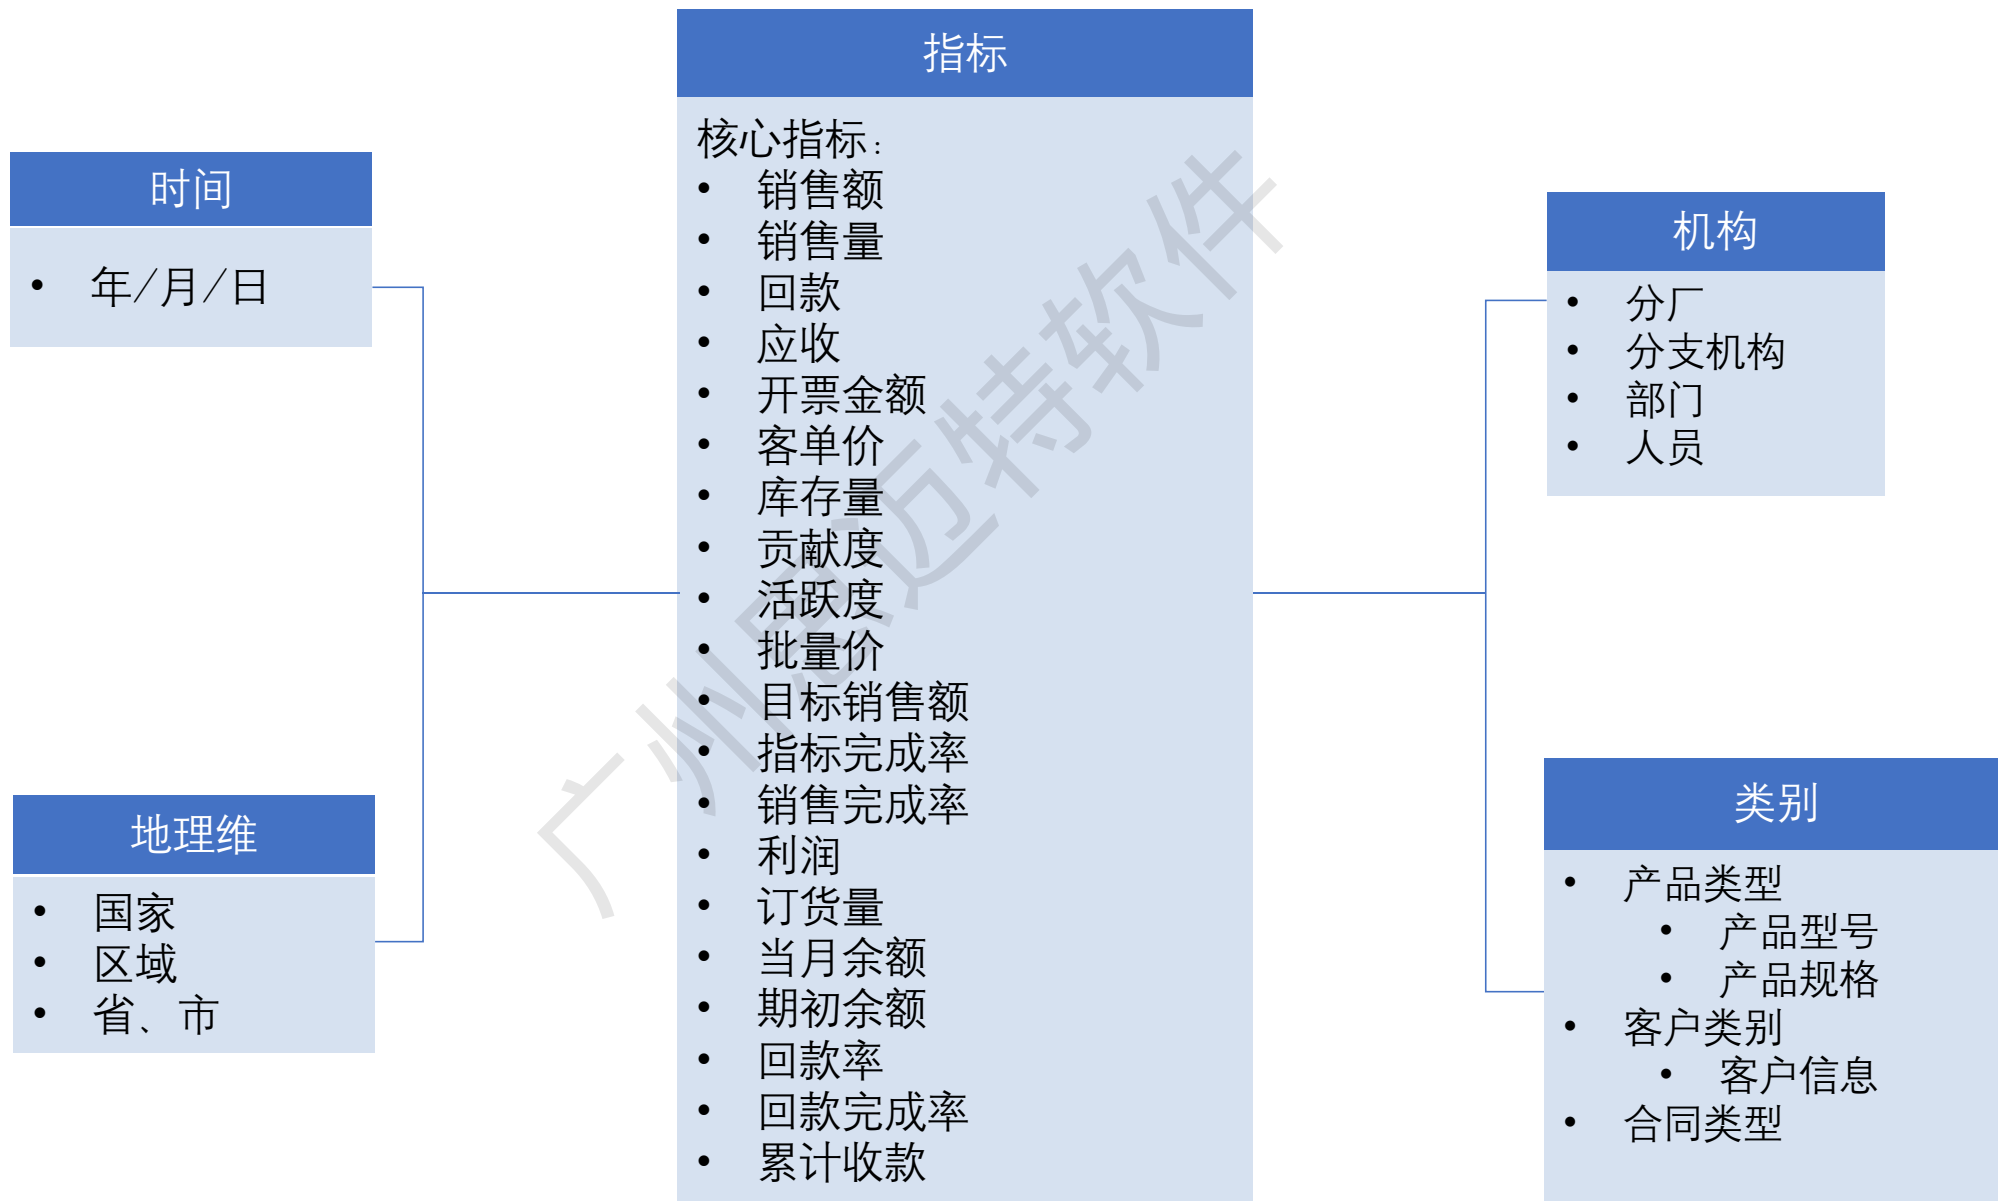 时间
• 年/月/日
地理维
• 国家
• 区域
• 省、市
指标
核心指标：
• 销售额
• 销售量
• 回款
• 应收
• 开票金额
• 客单价
• 库存量
• 贡献度
• 活跃度
• 批量价
• 目标销售额
• 指标完成率
• 销售完成率
• 利润
• 订货量
• 当月余额
• 期初余额
• 回款率
• 回款完成率
• 累计收款
机构
• 分厂
• 分支机构
• 部门
• 人员
类别
• 产品类型
• 产品型号
• 产品规格
• 客户类别
• 客户信息
• 合同类型
广州思迈特软件